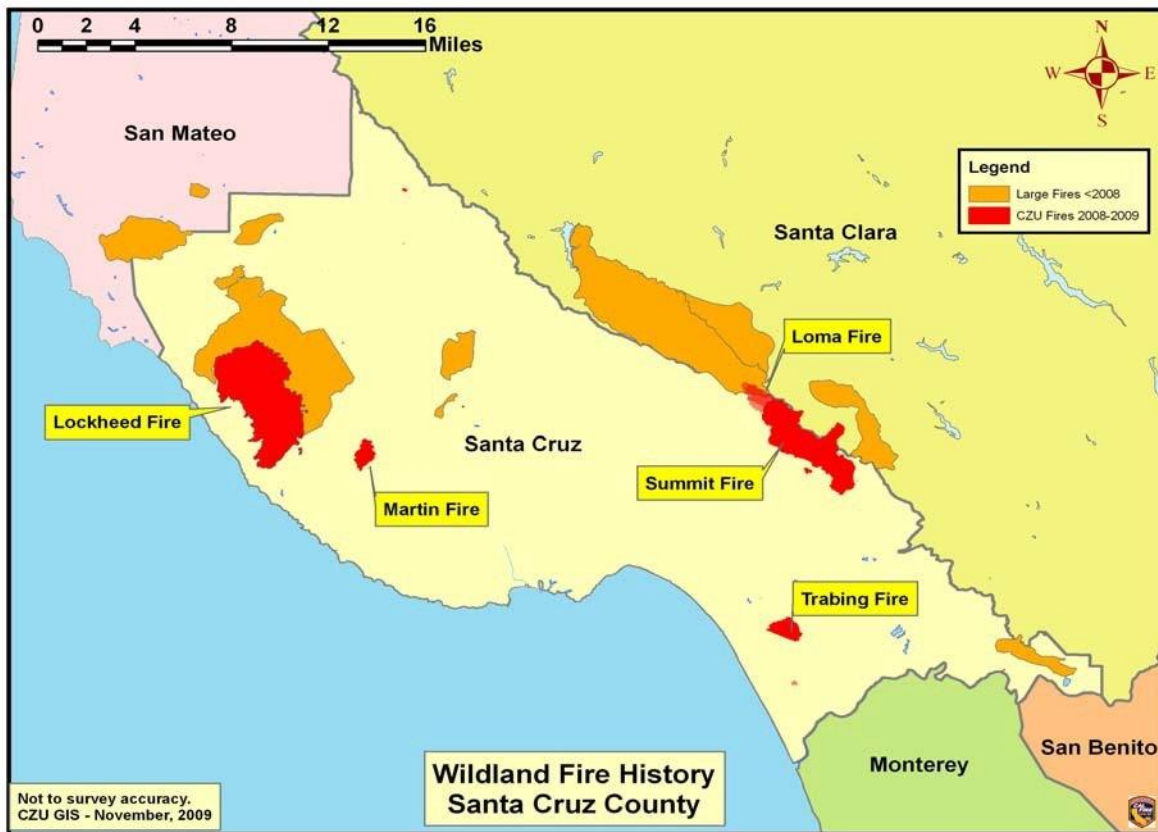 0 2 4 8 12 16
Miles
N
W E
S
San Mateo
Legend
Large Fires <2008
CZU Fires 2008-2009
Santa Clara
Loma Fire
Lockheed Fire
Santa Cruz
Summit Fire
Martin Fire
Trabing Fire
San Benito
Monterey
Wildland Fire History
Santa Cruz County
Not to survey accuracy.
CZU GIS - November, 2009